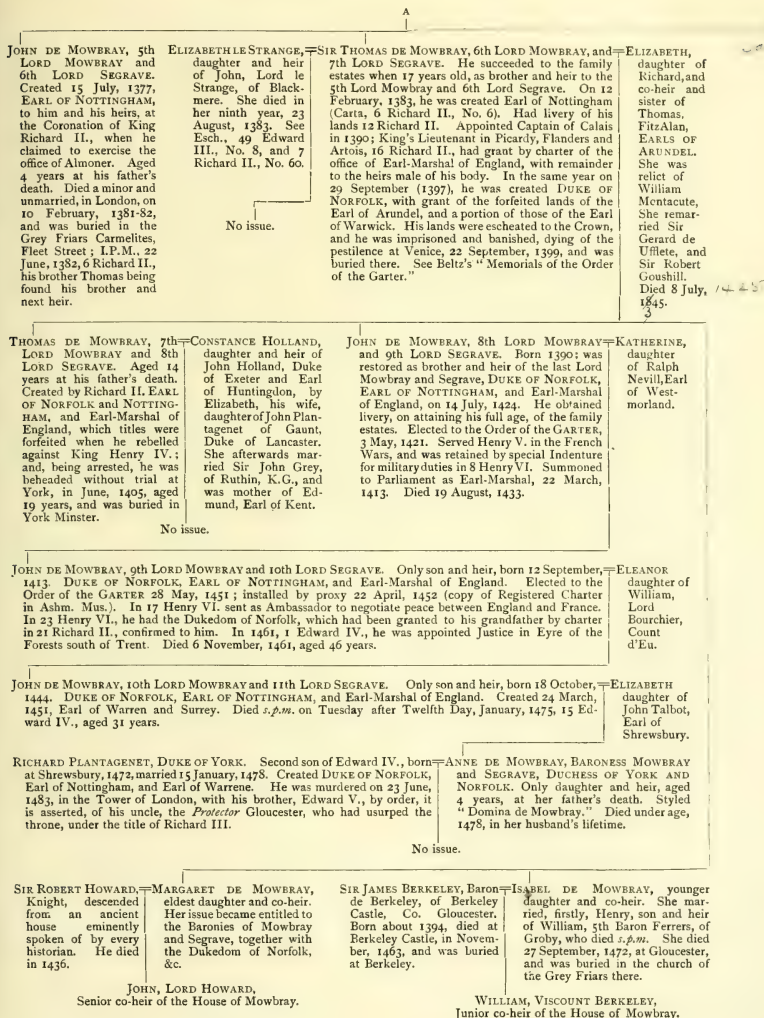 A
JOHN DE MOWBRAY, 5th
LORD MOWBRAY and
6th LORD SEGRAVE.
Created 15 July, 1377,
EARL OF NOTTINGHAM,
to him and his heirs, at
the Coronation of King
Richard II., when he
claimed to exercise the
office of Almoner. Aged
4 years at his father's
death. Died a minor and
unmarried, in London, on
10 February, 1381-82,
and was buried in the
Grey Friars Carmelites,
Fleet Street; I.P.M., 22
June, 1382, 6 Richard II.,
his brother Thomas being
found his brother and
next heir.
ELIZABETH LE STRANGE,
daughter and heir
of John, Lord le
Strange, of Black-
mere. She died in
her ninth year, 23
August, 1383. See
Esch., 49 Edward
III., No. 8, and 7
Richard II., No. 60.
No issue.
SIR THOMAS DE MOWBRAY, 6th LORD MOWBRAY, and
7th LORD SEGRAVE. He succeeded to the family
estates when 17 years old, as brother and heir to the
5th Lord Mowbray and 6th Lord Segrave. On 12
February, 1383, he was created Earl of Nottingham
(Carta, 6 Richard II., No. 6). Had livery of his
lands 12 Richard II. Appointed Captain of Calais
in 1390; King's Lieutenant in Picardy, Flanders and
Artois, 16 Richard II., had grant by charter of the
office of Earl-Marshal of England, with remainder
to the heirs male of his body. In the same year on
29 September (1397), he was created DUKE OF
NORFOLK, with grant of the forfeited lands of the
Earl of Arundel, and a portion of those of the Earl
of Warwick. His lands were escheated to the Crown,
and he was imprisoned and banished, dying of the
pestilence at Venice, 22 September, 1399, and was
buried there. See Beltz's "Memorials of the Order
of the Garter."
ELIZABETH,
daughter of
Richard, and
co-heir and
sister of
Thomas,
FitzAlan,
EARLS OF
ARUNDEL.
She was
relict of
William
Montacute,
She remar-
ried Sir
Gerard de
Ufflete, and
Sir Robert
Goushill.
Died 8 July,
1845.
3
THOMAS DE MOWBRAY, 7th
LORD MOWBRAY and 8th
LORD SEGRAVE. Aged 14
years at his father's death.
Created by Richard II. EARL
OF NORFOLK and NOTTING-
HAM, and Earl-Marshal of
England, which titles were
forfeited when he rebelled
against King Henry IV.;
and, being arrested, he was
beheaded without trial at
York, in June, 1405, aged
19 years, and was buried in
York Minster.
CONSTANCE HOLLAND,
daughter and heir of
John Holland, Duke
of Exeter and Earl
of Huntingdon, by
Elizabeth, his wife,
daughter of John Plan-
tagenet of Gaunt,
Duke of Lancaster.
She afterwards mar-
ried Sir John Grey,
of Ruthin, K.G., and
was mother of Ed-
mund, Earl of Kent.
No issue.
JOHN DE MOWBRAY, 8th LORD MOWBRAY
and 9th LORD SEGRAVE. Born 1390; was
restored as brother and heir of the last Lord
Mowbray and Segrave, DUKE OF NORFOLK,
EARL OF NOTTINGHAM, and Earl-Marshal
of England, on 14 July, 1424. He obtained
livery, on attaining his full age, of the family
estates. Elected to the Order of the GARTER,
3 May, 1421. Served Henry V. in the French
Wars, and was retained by special Indenture
for military duties in 8 Henry VI. Summoned
to Parliament as Earl-Marshal, 22 March,
1413. Died 19 August, 1433.
KATHERINE,
daughter
of Ralph
Nevill, Earl
of West-
morland.
JOHN DE MOWBRAY, 9th LORD MOWBRAY and 10th LORD SEGRAVE. Only son and heir, born 12 September,
1413. DUKE OF NORFOLK, EARL OF NOTTINGHAM, and Earl-Marshal of England. Elected to the
Order of the GARTER 28 May, 1451; installed by proxy 22 April, 1452 (copy of Registered Charter
in Ashm. Mus.). In 17 Henry VI. sent as Ambassador to negotiate peace between England and France.
In 23 Henry VI., he had the Dukedom of Norfolk, which had been granted to his grandfather by charter
in 21 Richard II., confirmed to him. In 1461, 1 Edward IV., he was appointed Justice in Eyre of the
Forests south of Trent. Died 6 November, 1461, aged 46 years.
ELEANOR
daughter of
William,
Lord
Bourchier,
Count
d'Eu.
JOHN DE MOWBRAY, 10th LORD MOWBRAY and 11th LORD SEGRAVE. Only son and heir, born 18 October,
1444. DUKE OF NORFOLK, EARL OF NOTTINGHAM, and Earl-Marshal of England. Created 24 March,
1451, Earl of Warren and Surrey. Died s.p.m. on Tuesday after Twelfth Day, January, 1475, 15 Ed-
ward IV., aged 31 years.
ELIZABETH
daughter of
John Talbot,
Earl of
Shrewsbury.
RICHARD PLANTAGENET, DUKE OF YORK. Second son of Edward IV., born
at Shrewsbury, 1472, married 15 January, 1478. Created DUKE OF NORFOLK,
Earl of Nottingham, and Earl of Warrene. He was murdered on 23 June,
1483, in the Tower of London, with his brother, Edward V., by order, it
is asserted, of his uncle, the Protector Gloucester, who had usurped the
throne, under the title of Richard III.
ANNE DE MOWBRAY, BARONESS MOWBRAY
and SEGRAVE, DUCHESS OF YORK AND
NORFOLK. Only daughter and heir, aged
4 years, at her father's death. Styled
"Domina de Mowbray." Died under age,
1478, in her husband's lifetime.
No issue.
SIR ROBERT HOWARD,
Knight, descended
from an ancient
house eminently
spoken of by every
historian. He died
in 1436.
MARGARET DE MOWBRAY,
eldest daughter and co-heir.
Her issue became entitled to
the Baronies of Mowbray
and Segrave, together with
the Dukedom of Norfolk,
&c.
JOHN, LORD HOWARD,
Senior co-heir of the House of Mowbray.
SIR JAMES BERKELEY, Baron
de Berkeley, of Berkeley
Castle, Co. Gloucester.
Born about 1394, died at
Berkeley Castle, in Novem-
ber, 1463, and was buried
at Berkeley.
ISABEL DE MOWBRAY, younger
daughter and co-heir. She mar-
ried, firstly, Henry, son and heir
of William, 5th Baron Ferrers, of
Groby, who died s.p.m. She died
27 September, 1472, at Gloucester,
and was buried in the church of
the Grey Friars there.
WILLIAM, VISCOUNT BERKELEY,
Junior co-heir of the House of Mowbray.